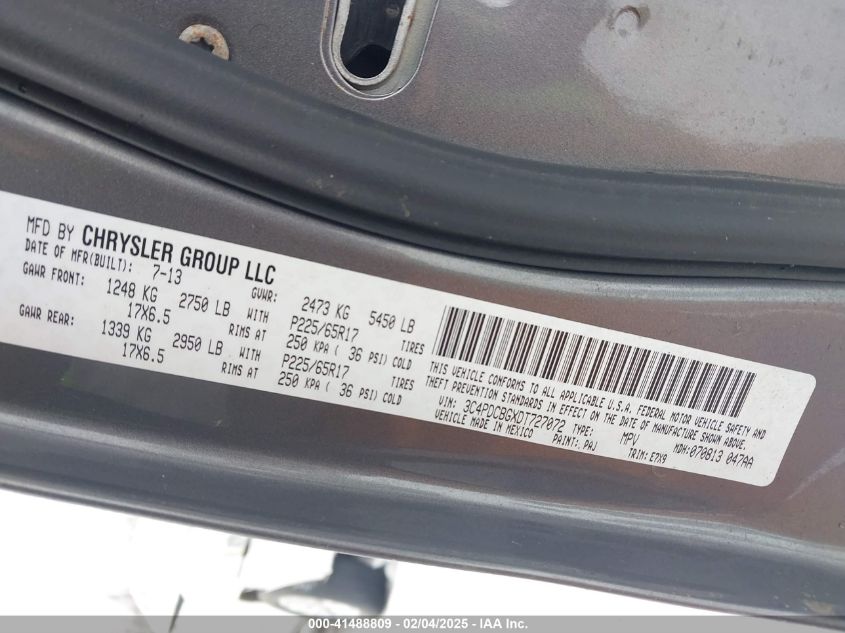 MFD BY CHRYSLER GROUP LLC
DATE OF MFR(BUILT): 7-13 GVWR: 2473 KG 5450 LB
GAWR FRONT: 1248 KG 2750 LB WITH P225/65R17 TIRES
17X6.5 RIMS AT 250 KPA ( 36 PSI) COLD
GAWR REAR: 1339 KG 2950 LB WITH P225/65R17 TIRES
17X6.5 RIMS AT 250 KPA ( 36 PSI) COLD
THIS VEHICLE CONFORMS TO ALL APPLICABLE U.S.A. FEDERAL MOTOR VEHICLE SAFETY AND
THEFT PREVENTION STANDARDS IN EFFECT ON THE DATE OF MANUFACTURE SHOWN ABOVE.
VIN: 3C4PDCBGXDT727072 TYPE: MPV MDH:070813 047AA
VEHICLE MADE IN MEXICO PAINT: PAJ TRIM: E7X9
000-41488809 - 02/04/2025 - IAA Inc.